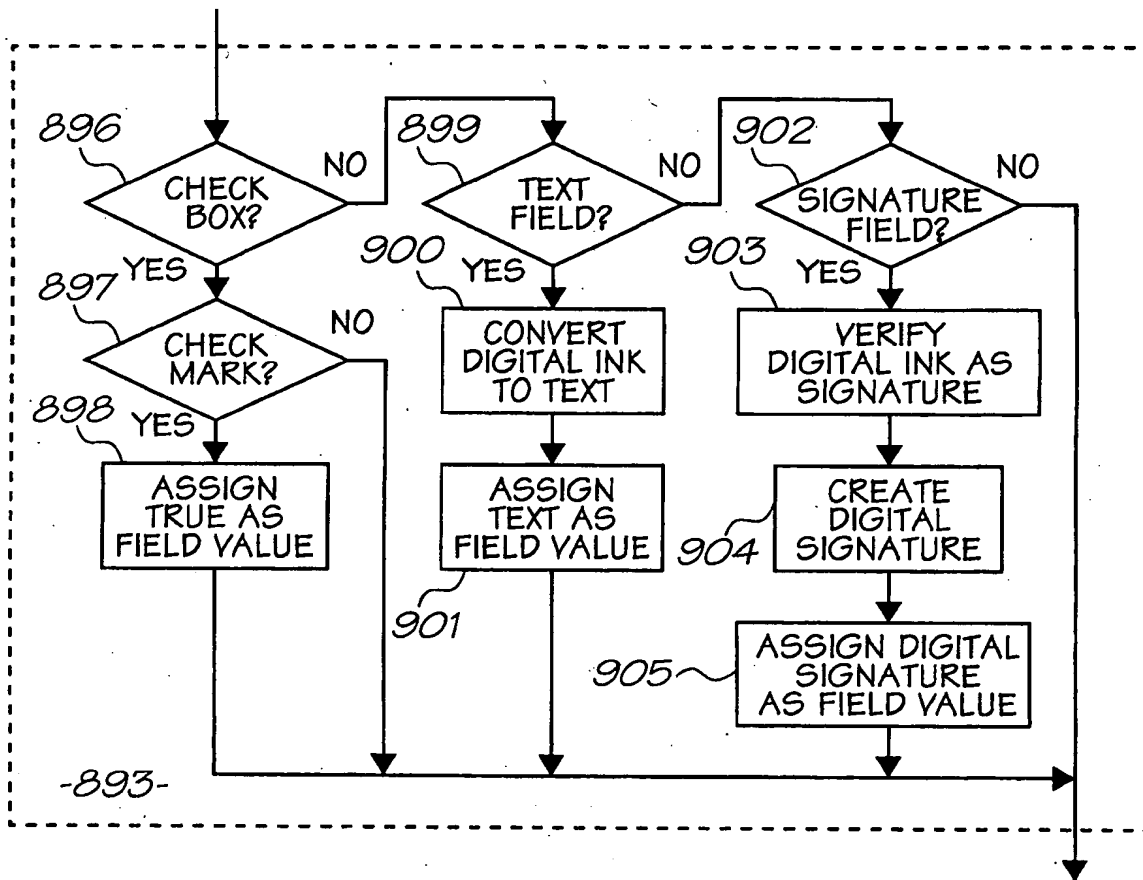 896
CHECK
BOX?
NO
YES
897
CHECK
MARK?
NO
YES
898
ASSIGN
TRUE AS
FIELD VALUE
899
TEXT
FIELD?
NO
YES
900
CONVERT
DIGITAL INK
TO TEXT
ASSIGN
TEXT AS
FIELD VALUE
901
902
SIGNATURE
FIELD?
NO
YES
903
VERIFY
DIGITAL INK AS
SIGNATURE
CREATE
DIGITAL
SIGNATURE
904
ASSIGN DIGITAL
SIGNATURE
AS FIELD VALUE
905
-893-